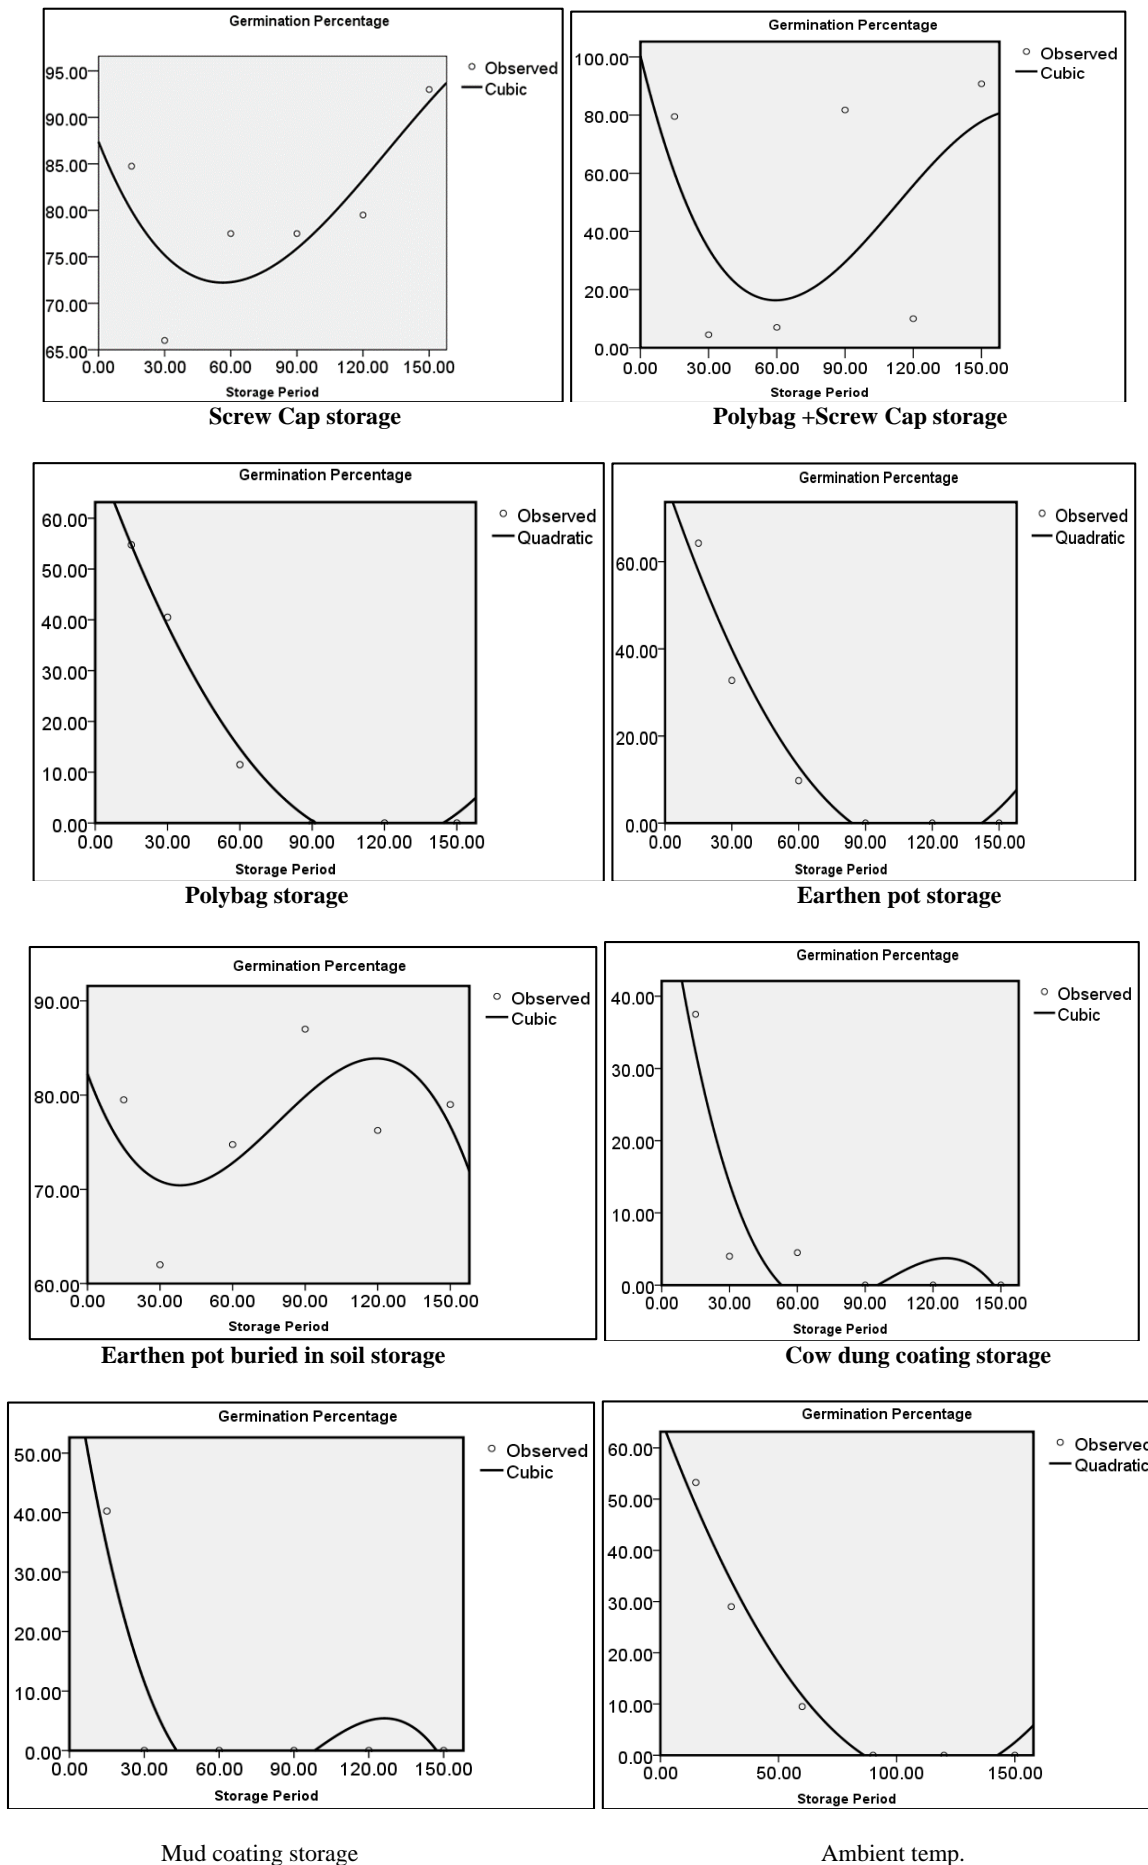 Germination Percentage
95.00
90.00
85.00
80.00
75.00
70.00
65.00
0.00 30.00 60.00 90.00 120.00 150.00
Storage Period
Observed
Cubic
Screw Cap storage
Germination Percentage
100.00
80.00
60.00
40.00
20.00
0.00
0.00 30.00 60.00 90.00 120.00 150.00
Storage Period
Observed
Cubic
Polybag +Screw Cap storage
Germination Percentage
60.00
50.00
40.00
30.00
20.00
10.00
0.00
0.00 30.00 60.00 90.00 120.00 150.00
Storage Period
Observed
Quadratic
Polybag storage
Germination Percentage
60.00
40.00
20.00
0.00
0.00 30.00 60.00 90.00 120.00 150.00
Storage Period
Observed
Quadratic
Earthen pot storage
Germination Percentage
90.00
80.00
70.00
60.00
0.00 30.00 60.00 90.00 120.00 150.00
Storage Period
Observed
Cubic
Earthen pot buried in soil storage
Germination Percentage
40.00
30.00
20.00
10.00
0.00
0.00 30.00 60.00 90.00 120.00 150.00
Storage Period
Observed
Cubic
Cow dung coating storage
Germination Percentage
50.00
40.00
30.00
20.00
10.00
0.00
0.00 30.00 60.00 90.00 120.00 150.00
Storage Period
Observed
Cubic
Mud coating storage
Germination Percentage
60.00
50.00
40.00
30.00
20.00
10.00
0.00
0.00 50.00 100.00 150.00
Storage Period
Observed
Quadratic
Ambient temp.